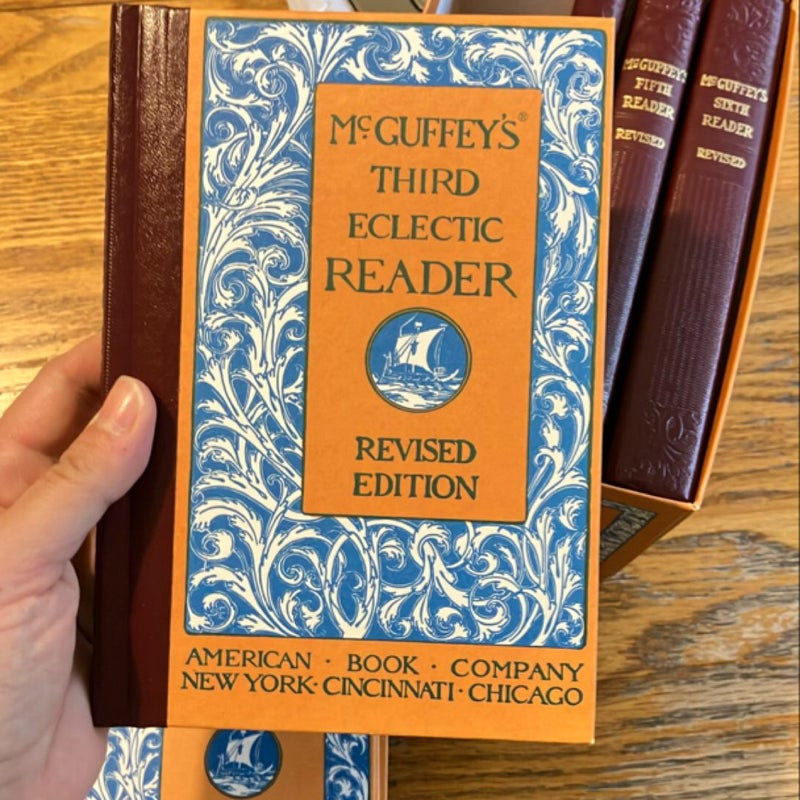 McGUFFEY'S®
THIRD
ECLECTIC
READER
REVISED
EDITION
AMERICAN · BOOK · COMPANY
NEW YORK · CINCINNATI · CHICAGO
McGUFFEY'S
FIFTH
READER
REVISED
McGUFFEY'S
SIXTH
READER
REVISED